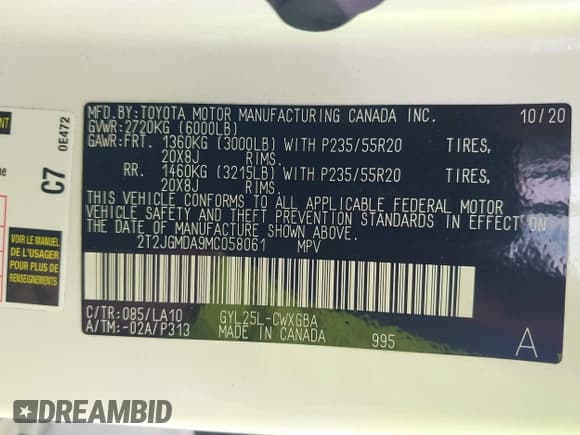 MFD.BY:TOYOTA MOTOR MANUFACTURING CANADA INC. 10/20
GVWR:2720KG (6000LB)
GAWR:FRT. 1360KG (3000LB) WITH P235/55R20 TIRES,
20X8J RIMS.
RR. 1460KG (3215LB) WITH P235/55R20 TIRES,
20X8J RIMS.
THIS VEHICLE CONFORMS TO ALL APPLICABLE FEDERAL MOTOR
VEHICLE SAFETY AND THEFT PREVENTION STANDARDS IN EFFECT ON
THE DATE OF MANUFACTURE SHOWN ABOVE.
2T2JGMDA9MC058061 MPV
C/TR:085/LA10 GYL25L-CWXGBA
A/TM:-02A/P313 MADE IN CANADA 995 A
0E472
C7
VOIR LE MANUEL
DE L'USAGER
POUR PLUS DE
RENSEIGNEMENTS
DREAMBID